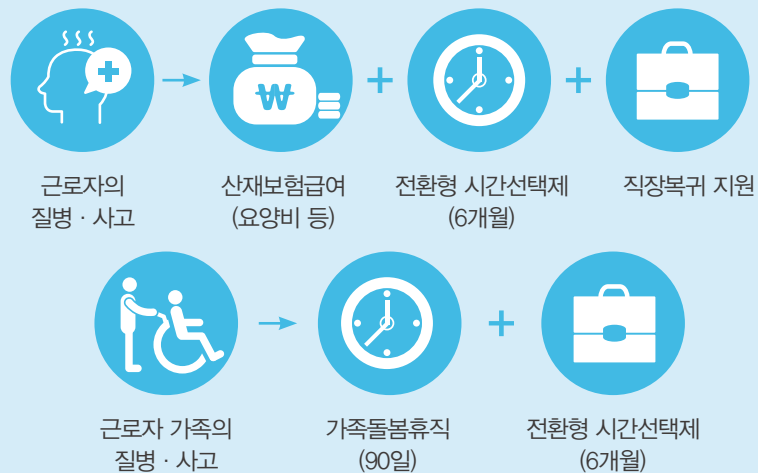 ₩
근로자의
질병 · 사고
산재보험급여
(요양비 등)
전환형 시간선택제
(6개월)
직장복귀 지원
근로자 가족의
질병 · 사고
가족돌봄휴직
(90일)
전환형 시간선택제
(6개월)